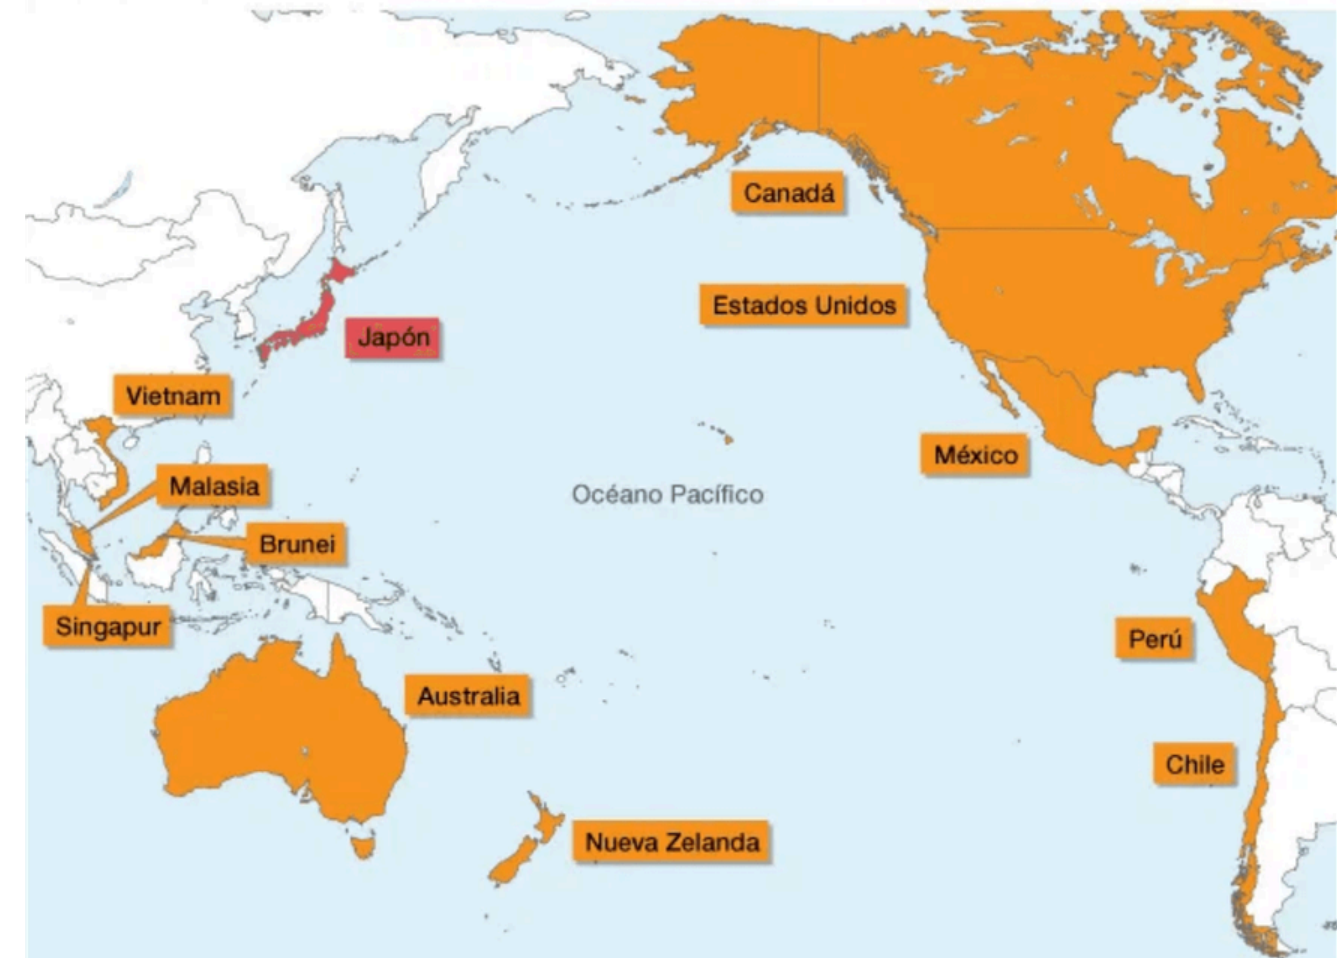 Canadá
Estados Unidos
Japón
Vietnam
México
Malasia
Océano Pacífico
Brunei
Singapur
Perú
Australia
Chile
Nueva Zelanda